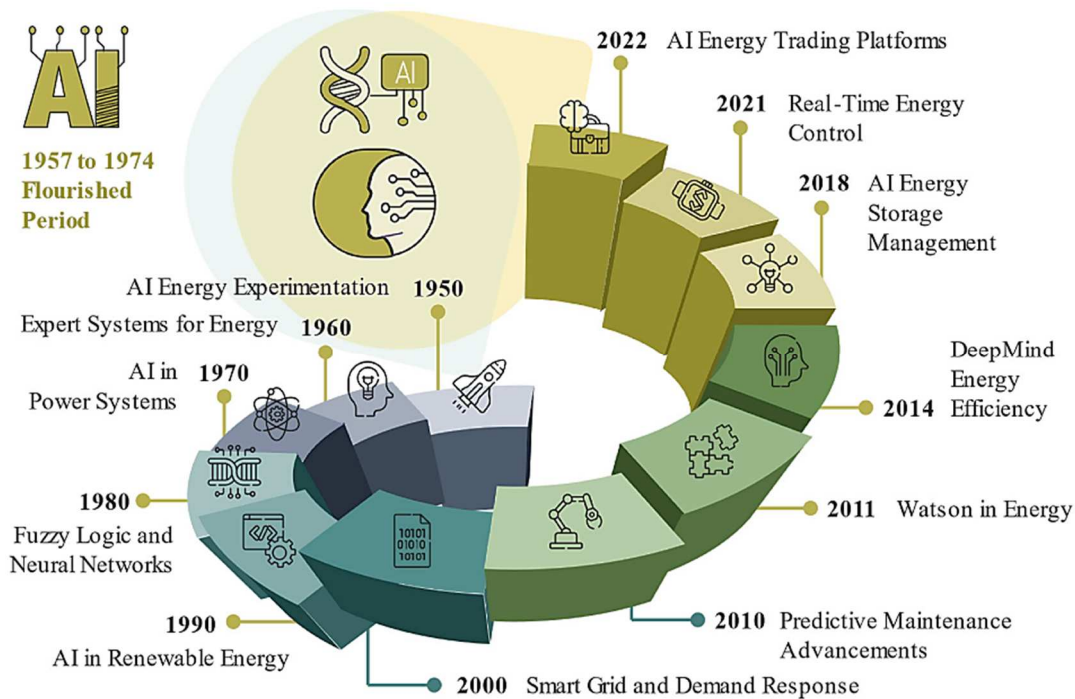 AI
1957 to 1974
Flourished
Period
AI
2022 AI Energy Trading Platforms
2021 Real-Time Energy
Control
2018 AI Energy
Storage
Management
DeepMind
Energy
2014 Efficiency
2011 Watson in Energy
2010 Predictive Maintenance
Advancements
2000 Smart Grid and Demand Response
1990
AI in Renewable Energy
1980
Fuzzy Logic and
Neural Networks
AI in 1970
Power Systems
Expert Systems for Energy 1960
AI Energy Experimentation 1950
10101
01010
10101